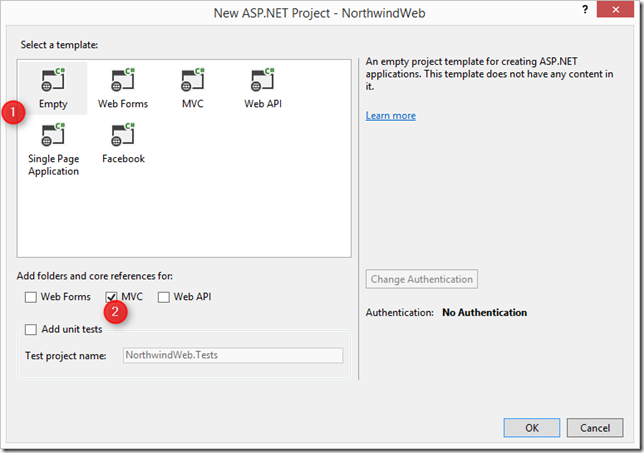 New ASP.NET Project - NorthwindWeb
? ×
Select a template:
C#
Empty
C#
Web Forms
C#
MVC
C#
Web API
C#
Single Page
Application
C#
Facebook
1
An empty project template for creating ASP.NET
applications. This template does not have any content in
it.
Learn more
Add folders and core references for:
Web Forms MVC Web API
2
Add unit tests
Test project name: NorthwindWeb.Tests
Change Authentication
Authentication: No Authentication
OK Cancel